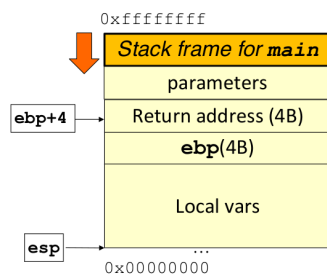 0xffffffff
Stack frame for main
parameters
ebp+4
Return address (4B)
ebp(4B)
Local vars
esp
...
0x00000000